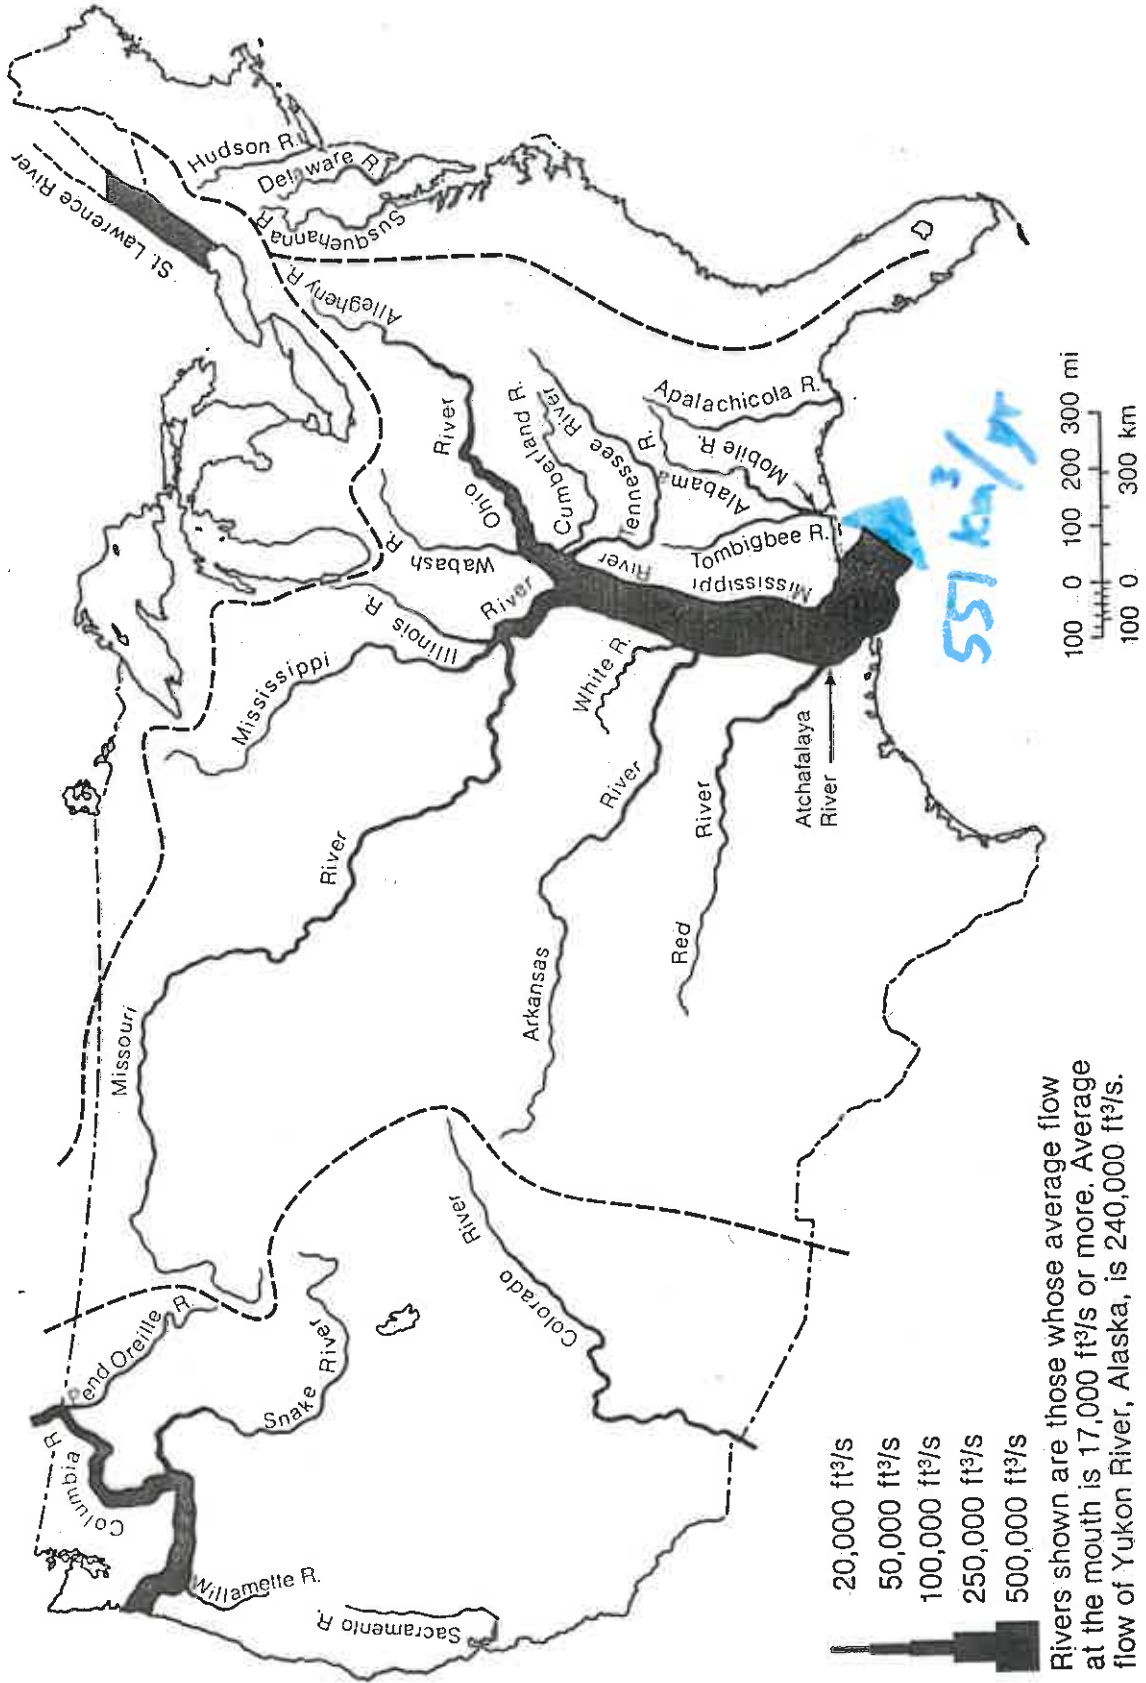 St. Lawrence River
Hudson R.
Delaware R.
Susquehanna R.
Allegheny R.
Ohio River
Cumberland R.
Tennessee River
Wabash R.
Illinois R.
Mississippi River
Mississippi River
Apalachicola R.
Mobile R.
Alabama R.
Tombigbee R.
White R.
Missouri River
Arkansas River
Red River
Atchafalaya
River
Pend Oreille R.
Columbia R
Snake River
Willamette R.
Sacramento R.
Colorado River
551 km³/yr
100 0 100 200 300 mi
100 0 300 km
20,000 ft³/s
50,000 ft³/s
100,000 ft³/s
250,000 ft³/s
500,000 ft³/s
Rivers shown are those whose average flow
at the mouth is 17,000 ft³/s or more. Average
flow of Yukon River, Alaska, is 240,000 ft³/s.